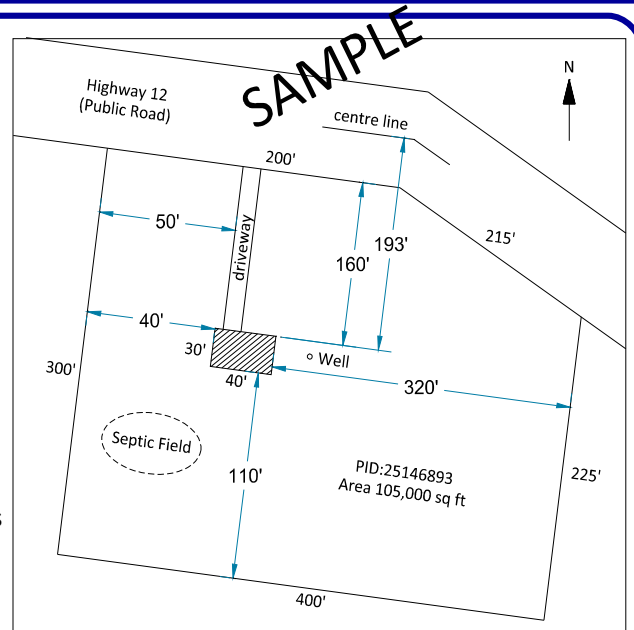 SAMPLE
Highway 12
(Public Road)
N
centre line
200'
215'
50'
driveway
193'
160'
40'
30'
40'
Well
300'
320'
Septic Field
110'
PID:25146893
Area 105,000 sq ft
225'
400'